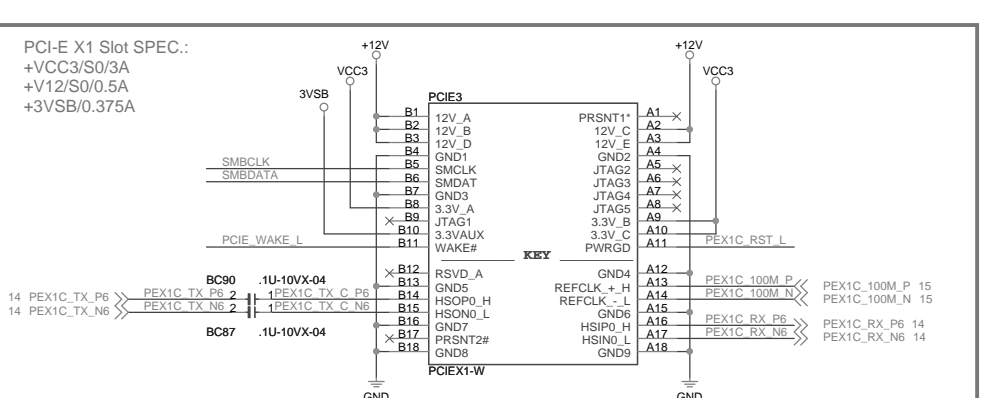 PCI-E X1 Slot SPEC.:
+VCC3/S0/3A
+V12/S0/0.5A
+3VSB/0.375A
+12V +12V
VCC3 VCC3
3VSB
PCIE3
B1 12V_A PRSNT1* A1
B2 12V_B 12V_C A2
B3 12V_D 12V_E A3
B4 GND1 GND2 A4
SMBCLK B5 SMCLK JTAG2 A5
SMBDATA B6 SMDAT JTAG3 A6
B7 GND3 JTAG4 A7
B8 3.3V_A JTAG5 A8
B9 JTAG1 3.3V_B A9
B10 3.3VAUX 3.3V_C A10
PCIE_WAKE_L B11 WAKE# PWRGD A11 PEX1C_RST_L
KEY
B12 RSVD_A GND4 A12
BC90 .1U-10VX-04 B13 GND5 REFCLK_+_H A13 PEX1C_100M_P PEX1C_100M_P 15
14 PEX1C_TX_P6 PEX1C_TX_P6 2 1 PEX1C_TX_C_P6 B14 HSOP0_H REFCLK_-_L A14 PEX1C_100M_N PEX1C_100M_N 15
14 PEX1C_TX_N6 PEX1C_TX_N6 2 1 PEX1C_TX_C_N6 B15 HSON0_L GND6 A15
B16 GND7 HSIP0_H A16 PEX1C_RX_P6 PEX1C_RX_P6 14
BC87 .1U-10VX-04 B17 PRSNT2# HSIN0_L A17 PEX1C_RX_N6 PEX1C_RX_N6 14
B18 GND8 GND9 A18
PCIEX1-W
GND GND